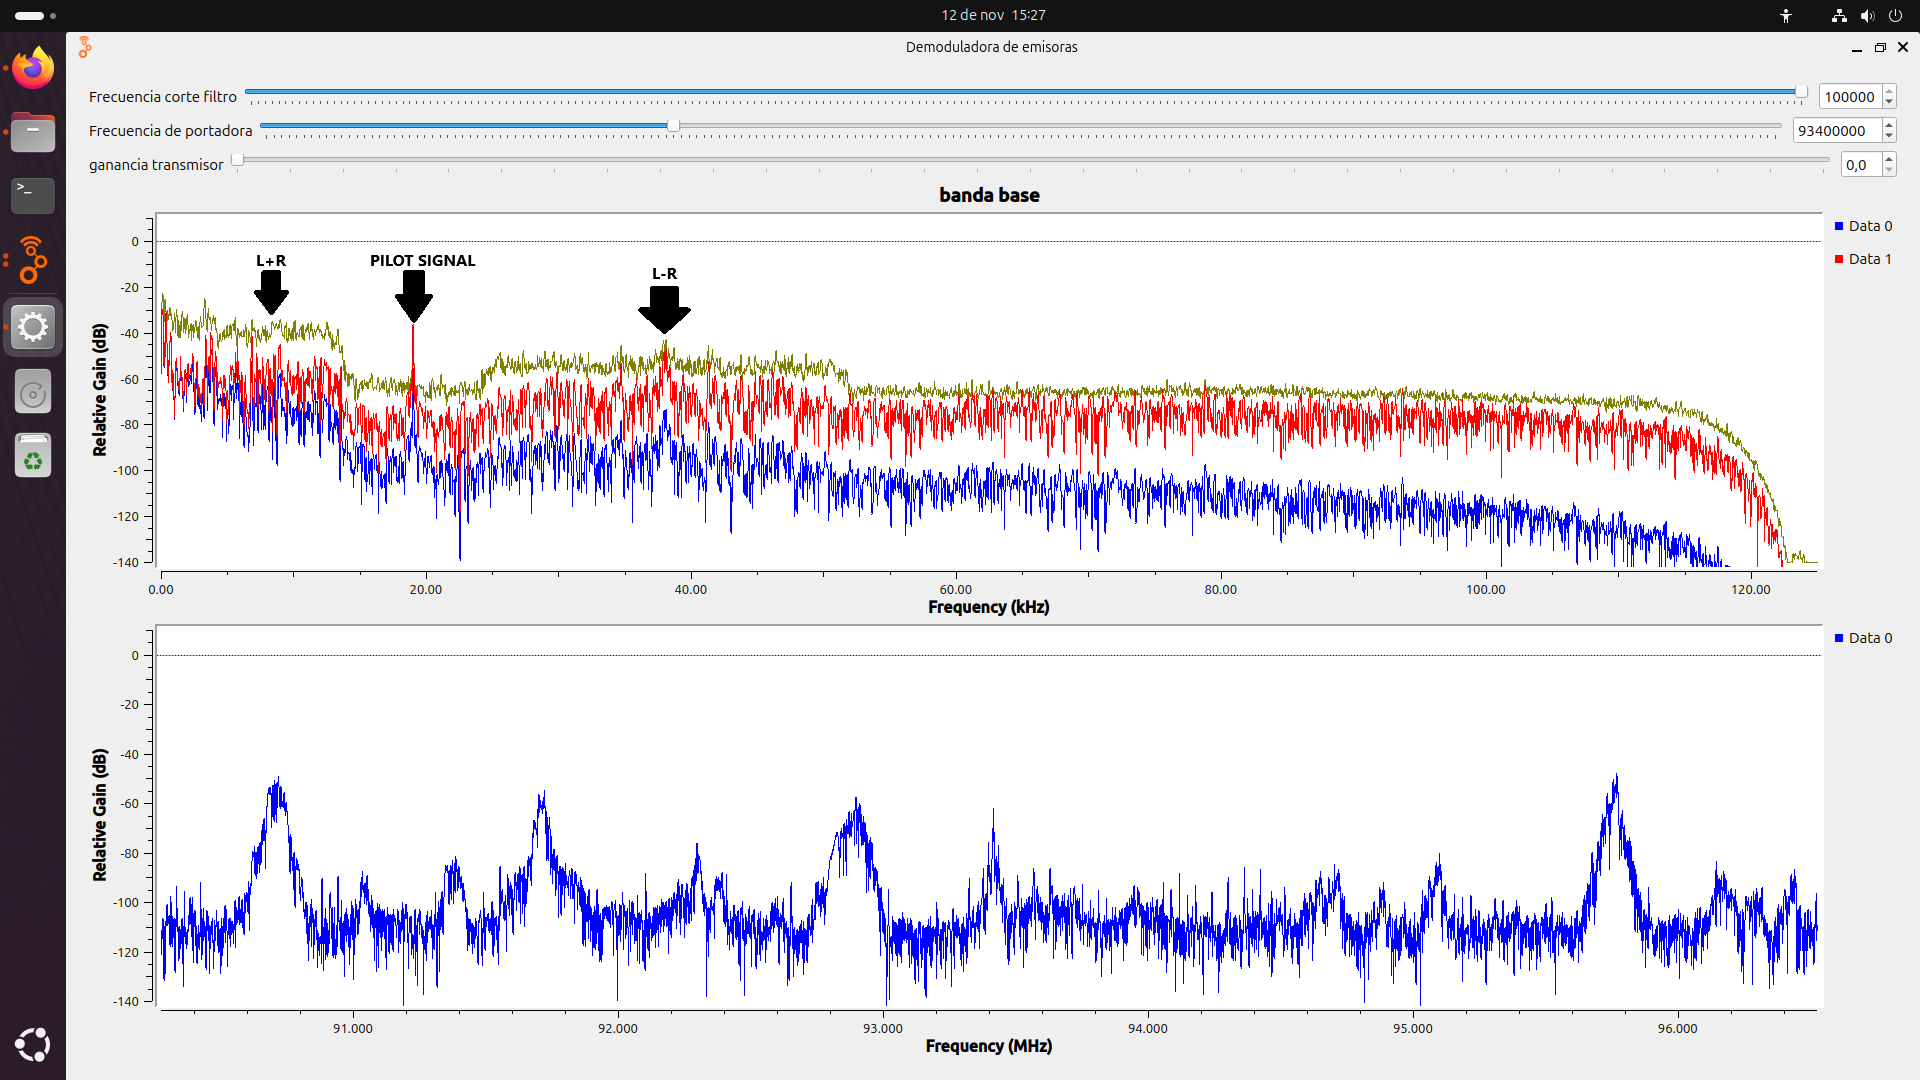 12 de nov 15:27
Demoduladora de emisoras
Frecuencia corte filtro 100000
Frecuencia de portadora 93400000
ganancia transmisor 0,0
banda base
Data 0
Data 1
L+R
PILOT SIGNAL
L-R
Relative Gain (dB)
0
-20
-40
-60
-80
-100
-120
-140
0.00 20.00 40.00 60.00 80.00 100.00 120.00
Frequency (kHz)
Data 0
Relative Gain (dB)
0
-20
-40
-60
-80
-100
-120
-140
91.000 92.000 93.000 94.000 95.000 96.000
Frequency (MHz)
>_